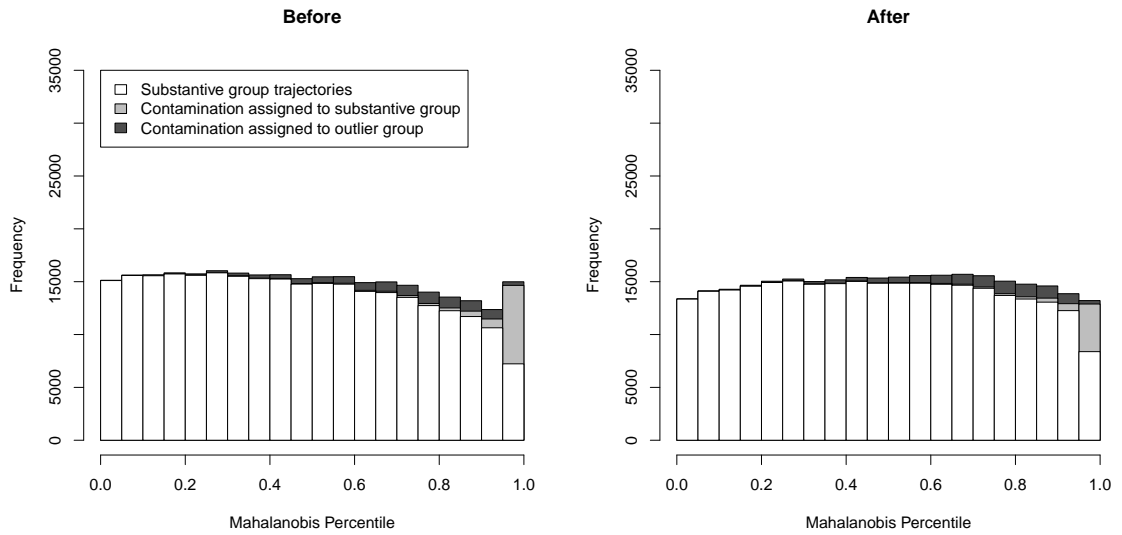 Before
Frequency
35000
25000
15000
5000
0
Substantive group trajectories
Contamination assigned to substantive group
Contamination assigned to outlier group
0.0 0.2 0.4 0.6 0.8 1.0
Mahalanobis Percentile
After
Frequency
35000
25000
15000
5000
0
0.0 0.2 0.4 0.6 0.8 1.0
Mahalanobis Percentile